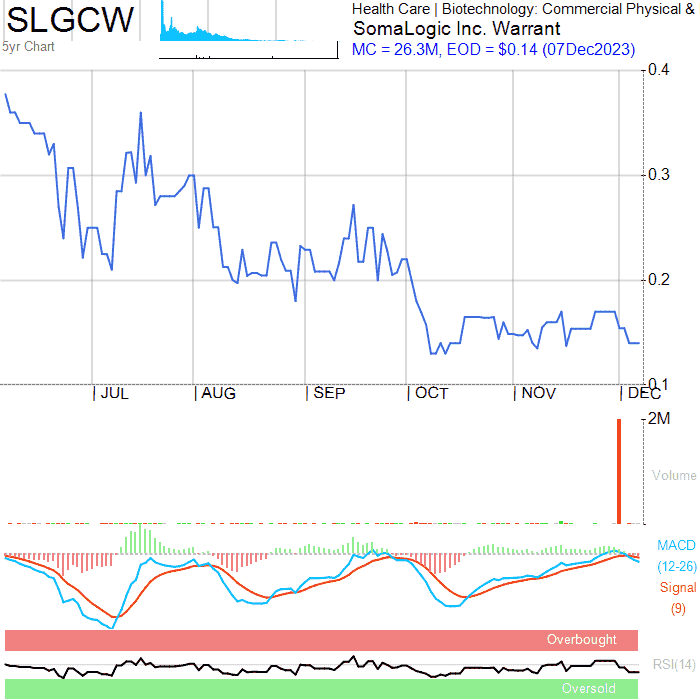 SLGCW
5yr Chart
Health Care | Biotechnology: Commercial Physical &
SomaLogic Inc. Warrant
MC = 26.3M, EOD = $0.14 (07Dec2023)
0.4
0.3
0.2
0.1
JUL AUG SEP OCT NOV DEC
2M
Volume
MACD
(12-26)
Signal
(9)
Overbought
RSI(14)
Oversold